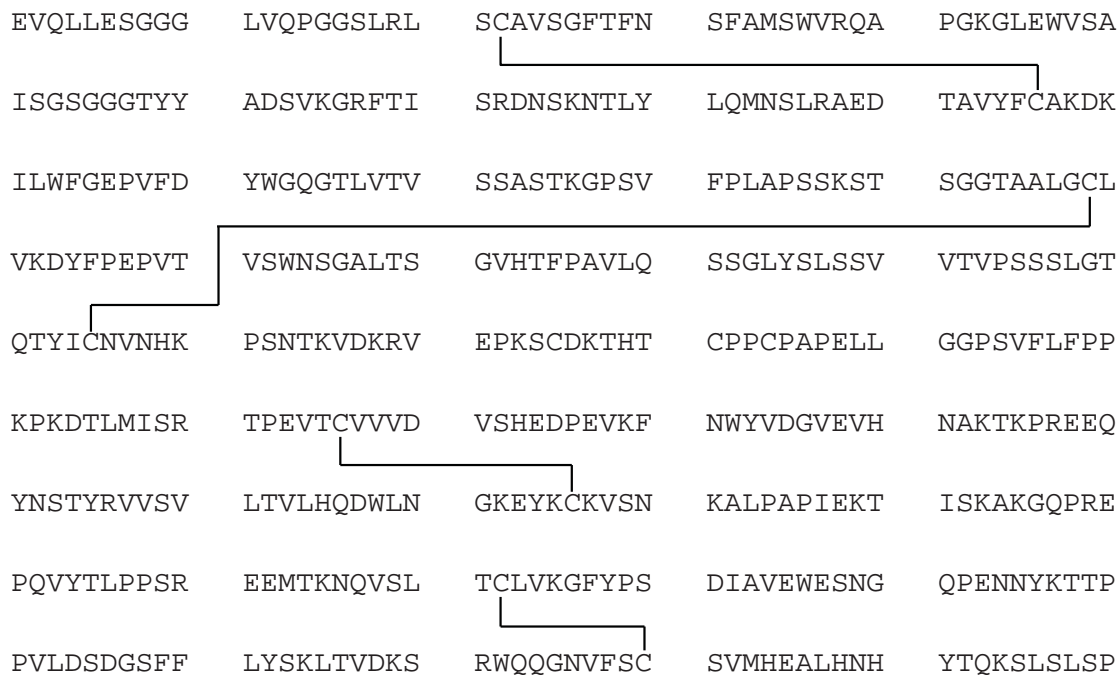 EVQLLESGGG LVQPGGSLRL SCAVSGFTFN SFAMSWVRQA PGKGLEWVSA
ISGSGGGTYY ADSVKGRFTI SRDNSKNTLY LQMNSLRAED TAVYFCAKDK
ILWFGEPVFD YWGQGTLVTV SSASTKGPSV FPLAPSSKST SGGTAALGCL
VKDYFPEPVT VSWNSGALTS GVHTFPAVLQ SSGLYSLSSV VTVPSSSLGT
QTYICNVNHK PSNTKVDKRV EPKSCDKTHT CPPCPAPELL GGPSVFLFPP
KPKDTLMISR TPEVTCVVVD VSHEDPEVKF NWYVDGVEVH NAKTKPREEQ
YNSTYRVVSV LTVLHQDWLN GKEYKCKVSN KALPAPIEKT ISKAKGQPRE
PQVYTLPPSR EEMTKNQVSL TCLVKGFYPS DIAVEWESNG QPENNYKTTP
PVLDSDGSFF LYSKLTVDKS RWQQGNVFSC SVMHEALHNH YTQKSLSLSP